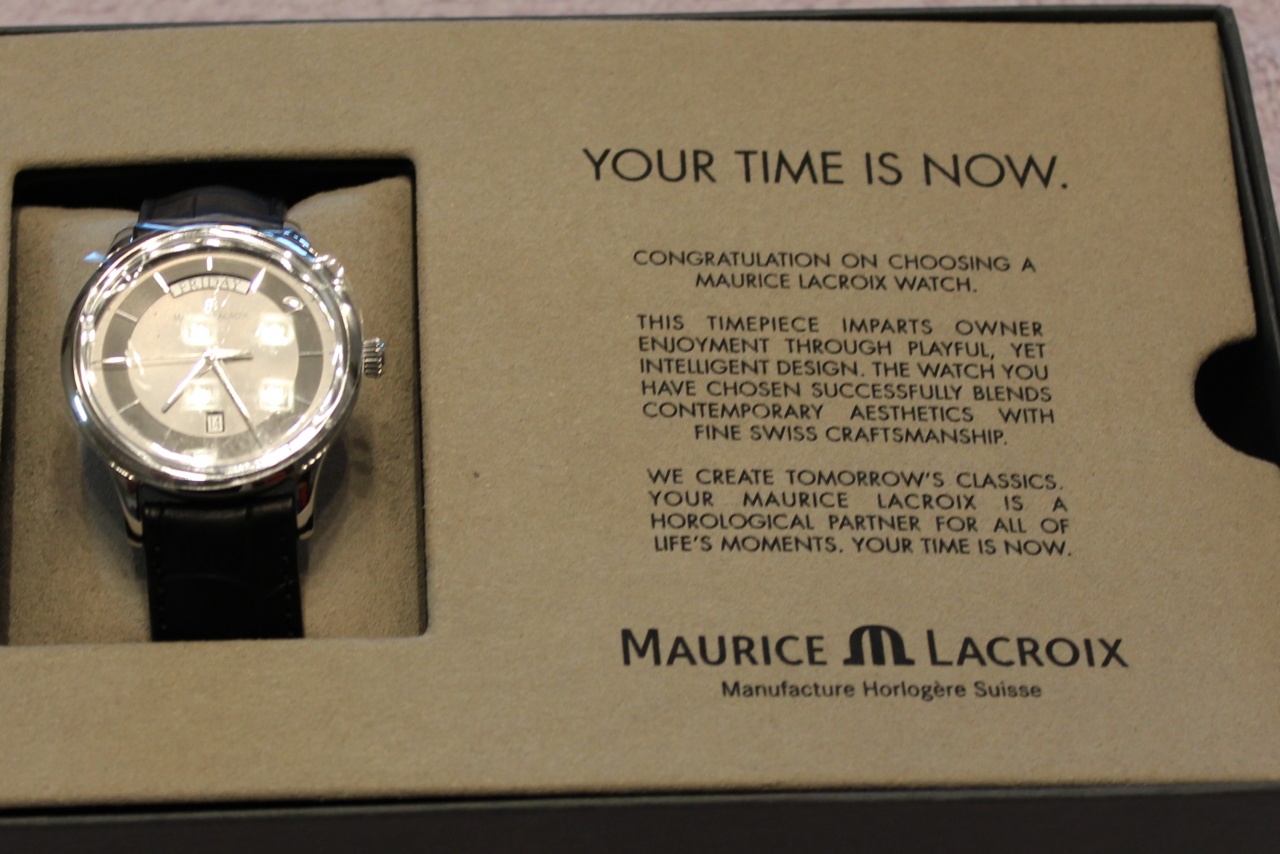 FRIDAY
MAURICE LACROIX
14
YOUR TIME IS NOW.
CONGRATULATION ON CHOOSING A
MAURICE LACROIX WATCH.
THIS TIMEPIECE IMPARTS OWNER
ENJOYMENT THROUGH PLAYFUL, YET
INTELLIGENT DESIGN. THE WATCH YOU
HAVE CHOSEN SUCCESSFULLY BLENDS
CONTEMPORARY AESTHETICS WITH
FINE SWISS CRAFTSMANSHIP.
WE CREATE TOMORROW'S CLASSICS.
YOUR MAURICE LACROIX IS A
HOROLOGICAL PARTNER FOR ALL OF
LIFE'S MOMENTS. YOUR TIME IS NOW.
MAURICE LACROIX
Manufacture Horlogère Suisse